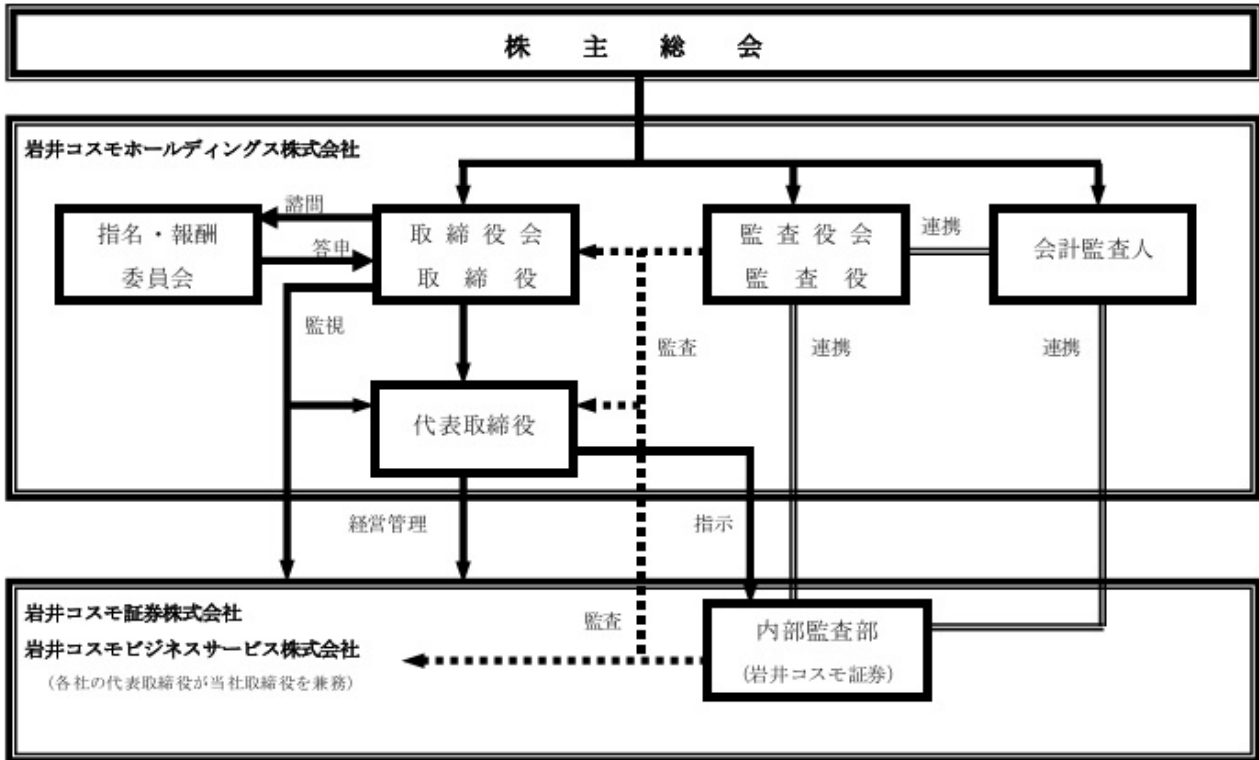 株主総会
岩井コスモホールディングス株式会社
諮問
答申
指名・報酬
委員会
取締役会
取締役
監査役会
監査役
連携
会計監査人
監視
監査
連携
連携
代表取締役
経営管理
指示
岩井コスモ証券株式会社
岩井コスモビジネスサービス株式会社
(各社の代表取締役が当社取締役を兼務)
監査
内部監査部
(岩井コスモ証券)